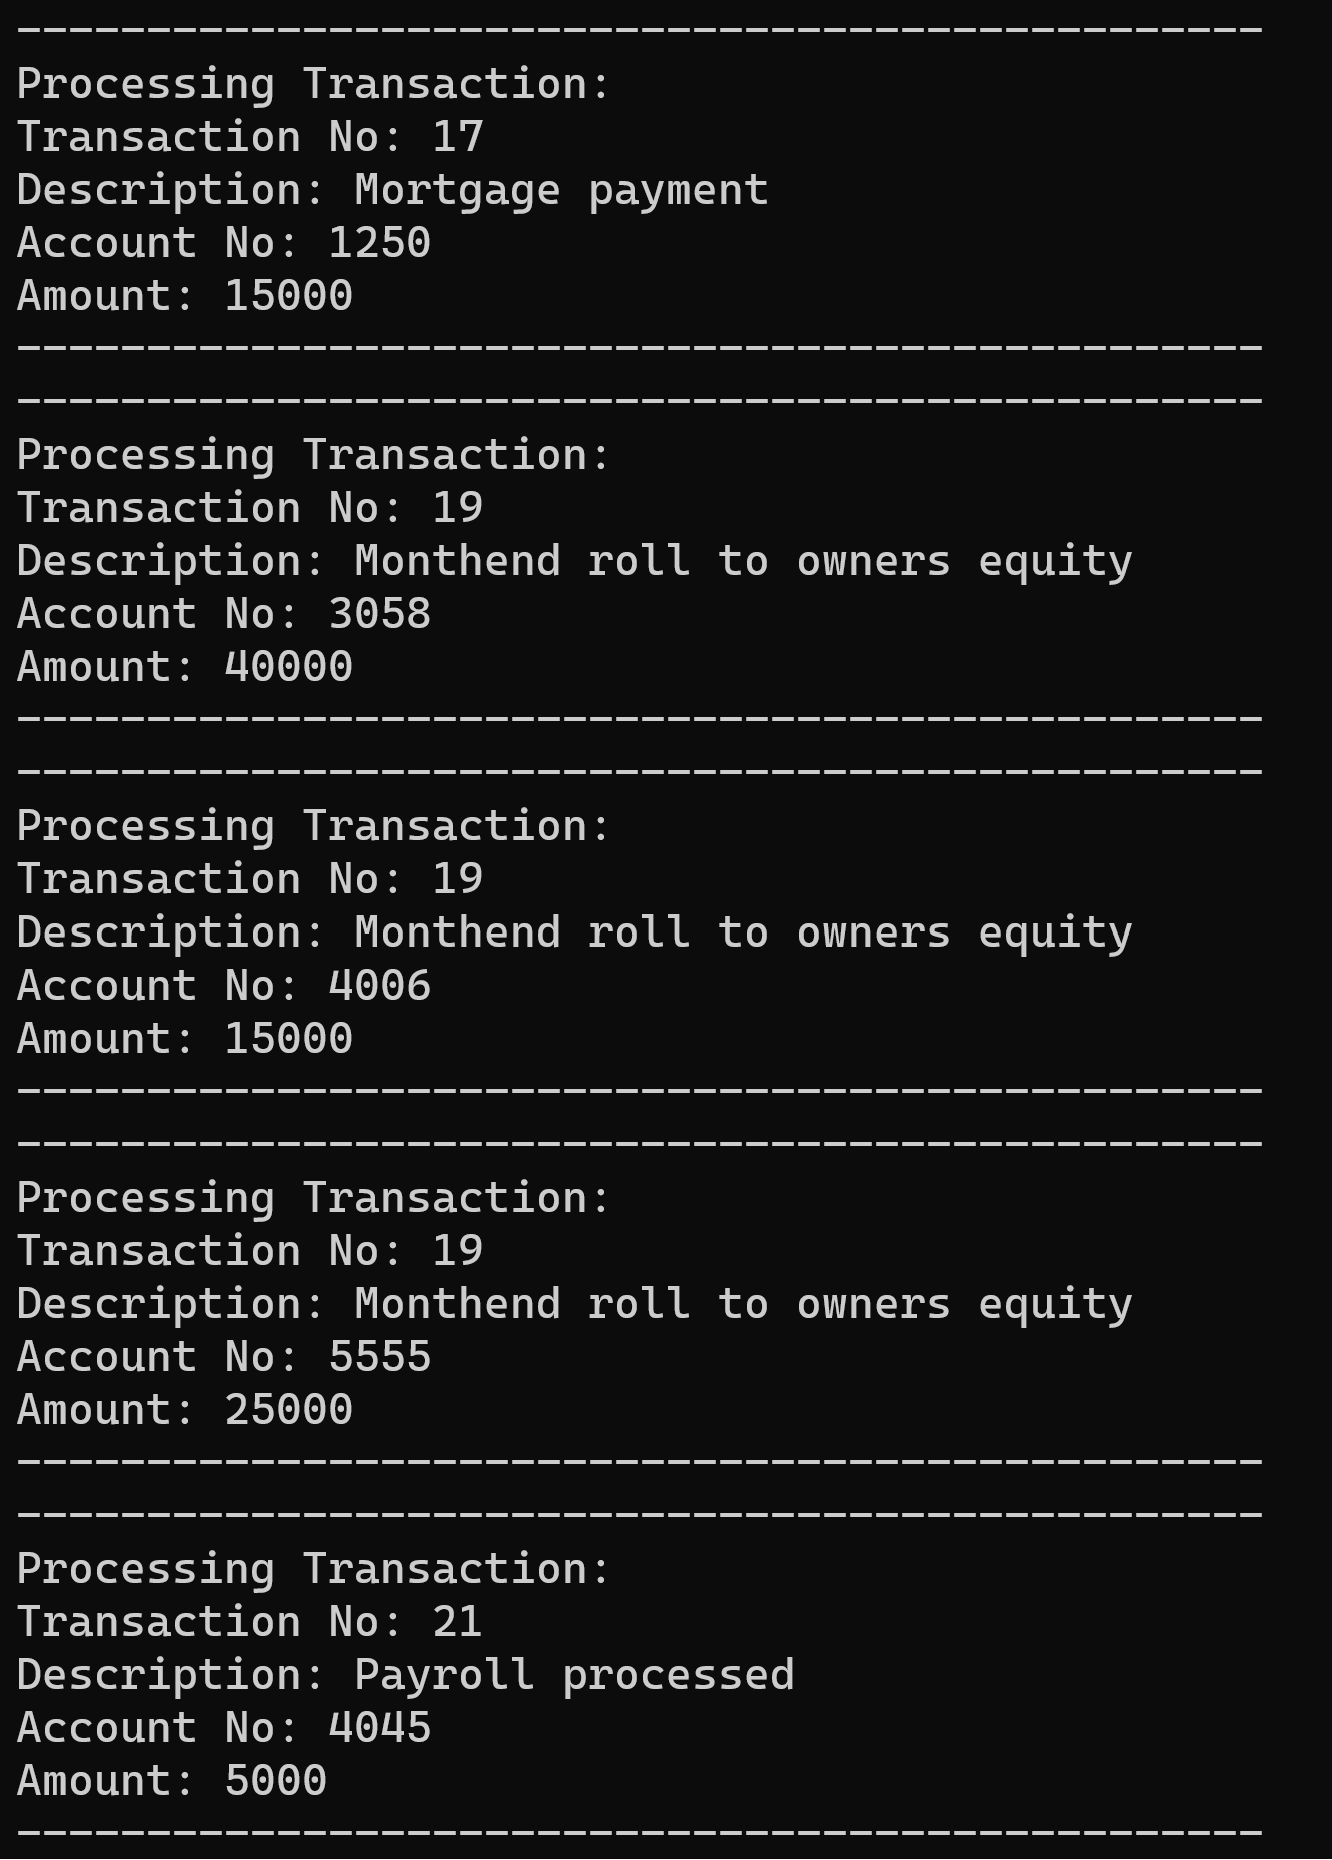 ------------------------------------------------
Processing Transaction:
Transaction No: 17
Description: Mortgage payment
Account No: 1250
Amount: 15000
------------------------------------------------
------------------------------------------------
Processing Transaction:
Transaction No: 19
Description: Monthend roll to owners equity
Account No: 3058
Amount: 40000
------------------------------------------------
------------------------------------------------
Processing Transaction:
Transaction No: 19
Description: Monthend roll to owners equity
Account No: 4006
Amount: 15000
------------------------------------------------
------------------------------------------------
Processing Transaction:
Transaction No: 19
Description: Monthend roll to owners equity
Account No: 5555
Amount: 25000
------------------------------------------------
------------------------------------------------
Processing Transaction:
Transaction No: 21
Description: Payroll processed
Account No: 4045
Amount: 5000
------------------------------------------------